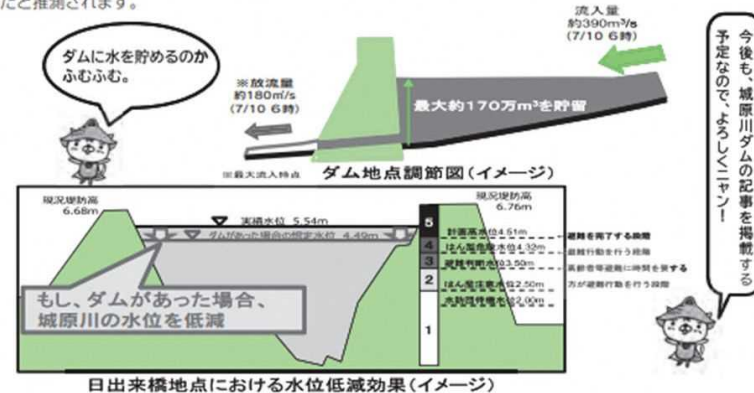 たと推測されます。
ダムに水を貯めるのか
ふむふむ。
流入量
約390m³/s
(7/10 6時)
※放流量
約180㎥/s
(7/10 6時)
最大約170万m³を貯留
※最大流入時点
ダム地点調節図(イメージ)
今後も、城原川ダムの記事を掲載する
予定なので、よろしくニャン!
現況堤防高
6.68m
現況堤防高
6.76m
実績水位 5.54m
ダムがあった場合の想定水位 4.49m
5
4
3
2
1
計画高水位4.51m
はん濫危険水位4.32m
避難判断水位3.50m
はん濫注意水位2.50m
水防団待機水位2.00m
避難を完了する段階
避難行動を行う段階
高齢者等避難に時間を要する
方が避難行動を行う段階
もし、ダムがあった場合、
城原川の水位を低減
日出来橋地点における水位低減効果(イメージ)